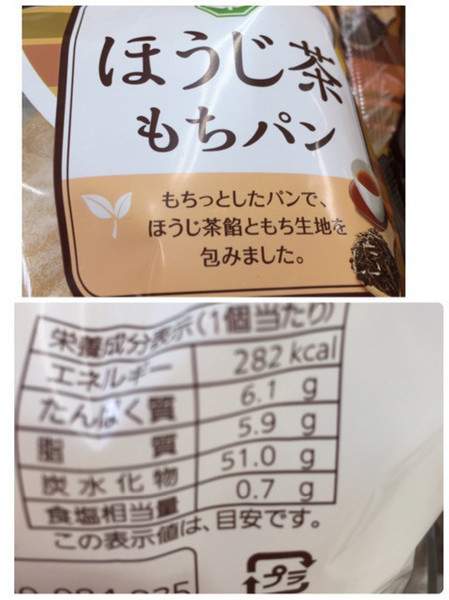 ほうじ茶
もちパン
もちっとしたパンで、
ほうじ茶餡ともち生地を
包みました。
栄養成分表示(1個当たり)
エネルギー 282 kcal
たんぱく質 6.1 g
脂質 5.9 g
炭水化物 51.0 g
食塩相当量 0.7 g
この表示値は、目安です。
プラ